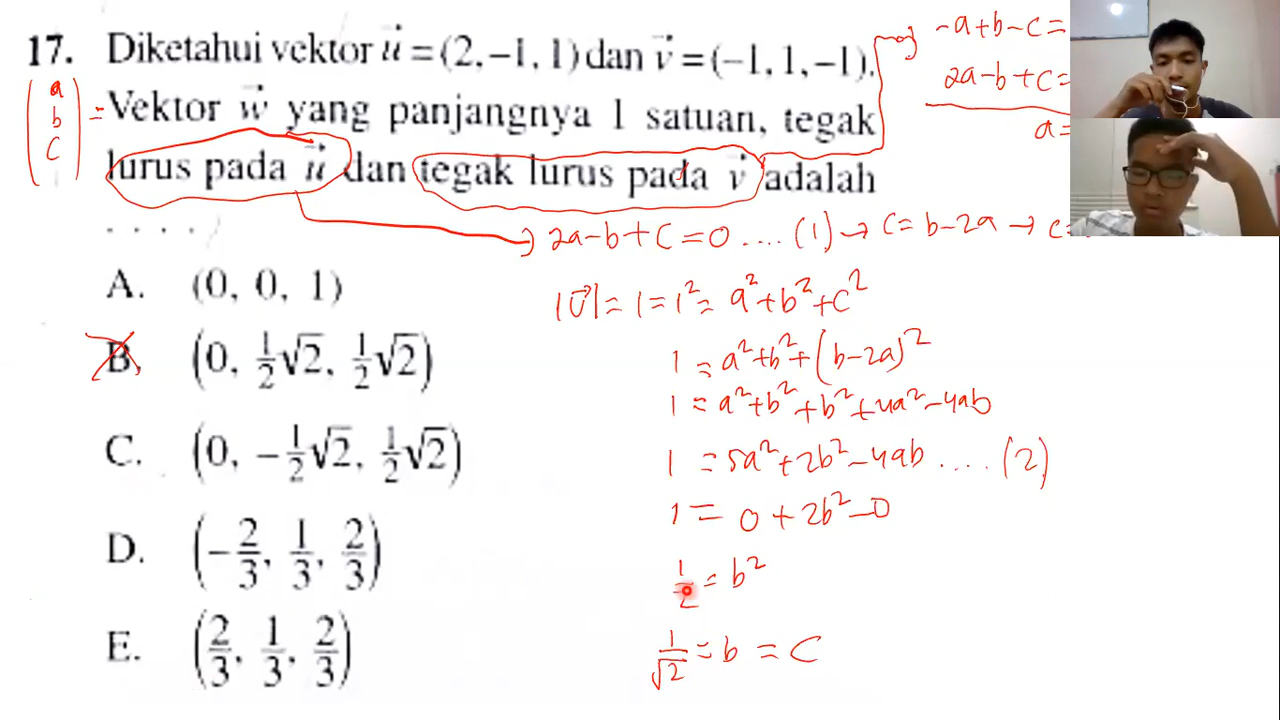 17. Diketahui vektor u⃗ = (2, −1, 1) dan v⃗ = (−1, 1, −1).
Vektor w⃗ yang panjangnya 1 satuan, tegak
lurus pada u⃗ dan tegak lurus pada v⃗ adalah
. . . .
A. (0, 0, 1)
B. (0, 1/2√2, 1/2√2)
C. (0, −1/2√2, 1/2√2)
D. (−2/3, 1/3, 2/3)
E. (2/3, 1/3, 2/3)
(a b c) =
-a+b-c=
2a-b+c=
a=
→ 2a-b+c=0 .... (1) → c=b-2a → c=
|v⃗|=1=1²=a²+b²+c²
1=a²+b²+(b-2a)²
1=a²+b²+b²+4a²-4ab
1=5a²+2b²-4ab .... (2)
1=0+2b²-0
1/2=b²
1/√2=b=c